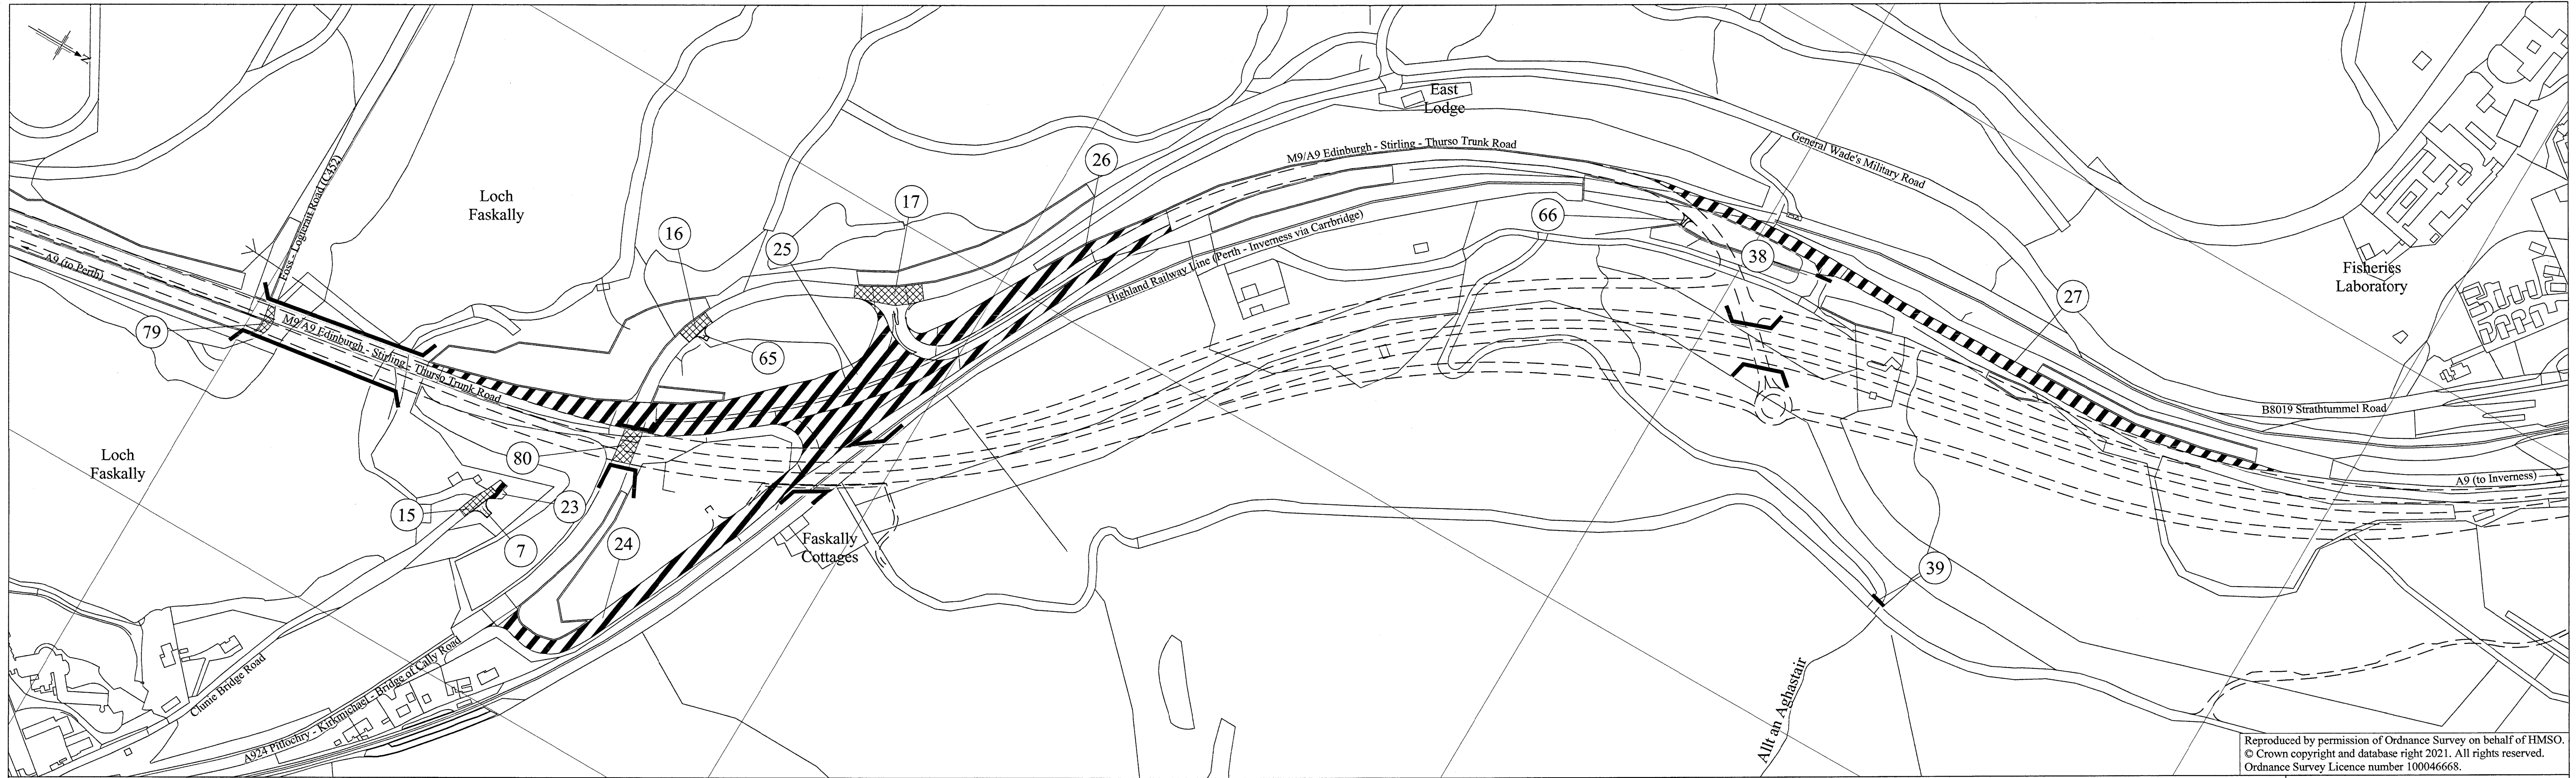 N
East
Lodge
General Wade's Military Road
M9/A9 Edinburgh - Stirling - Thurso Trunk Road
26
Foss - Logierait Road (C452)
Loch
Faskally
17
66
16
25
38
A9 (to Perth)
Highland Railway Line (Perth - Inverness via Carrbridge)
Fisheries
Laboratory
27
79
M9/A9 Edinburgh - Stirling - Thurso Trunk Road
65
B8019 Strathtummel Road
80
Loch
Faskally
A9 (to Inverness)
15
23
7
24
Faskally
Cottages
39
Clunie Bridge Road
A924 Pitlochry - Kirkmichael - Bridge of Cally Road
Allt an Aghastair
Reproduced by permission of Ordnance Survey on behalf of HMSO.
© Crown copyright and database right 2021. All rights reserved.
Ordnance Survey Licence number 100046668.